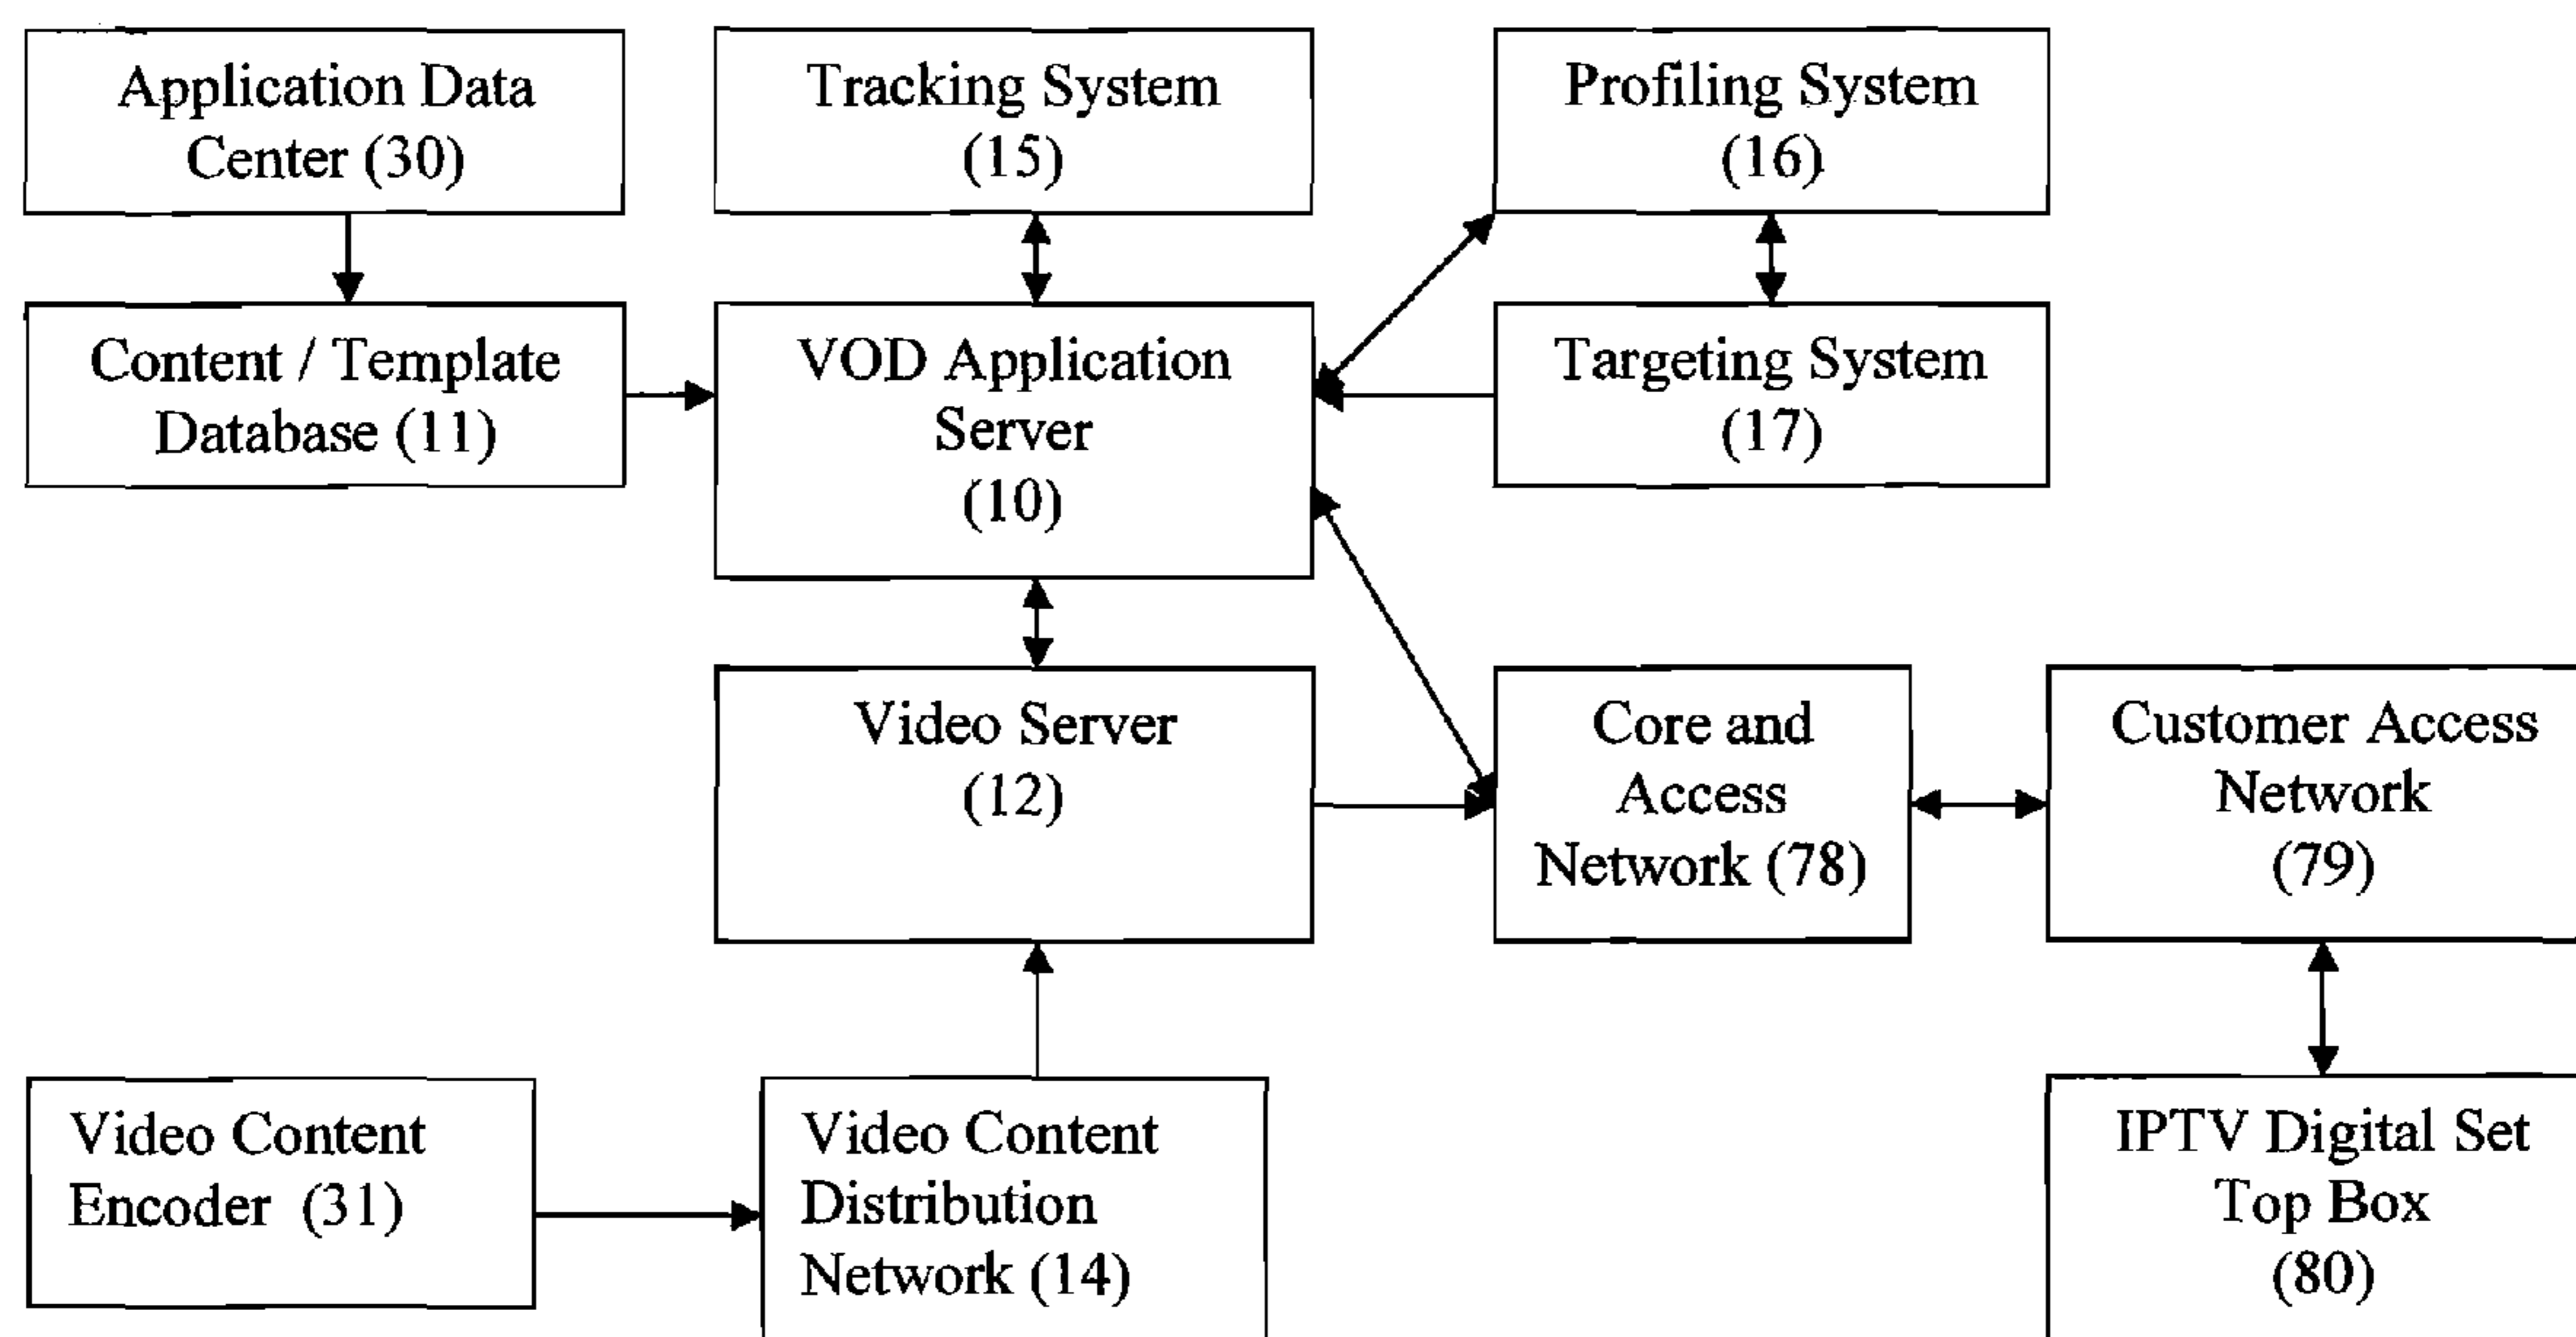 Application Data
Center (30)
Tracking System
(15)
Profiling System
(16)
Content / Template
Database (11)
VOD Application
Server
(10)
Targeting System
(17)
Video Server
(12)
Core and
Access
Network (78)
Customer Access
Network
(79)
Video Content
Encoder (31)
Video Content
Distribution
Network (14)
IPTV Digital Set
Top Box
(80)